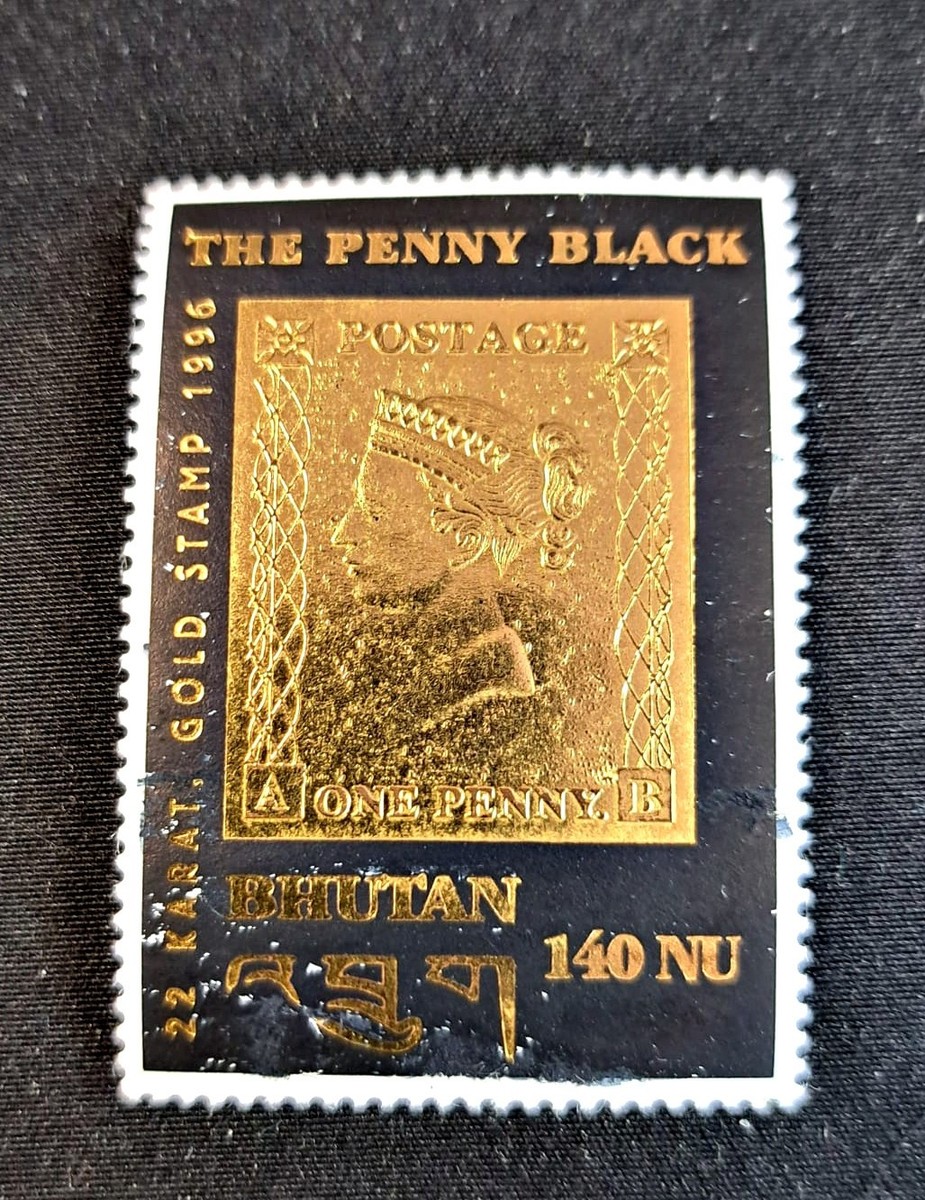 THE PENNY BLACK
22 KARAT, GOLD STAMP 1996
POSTAGE
A ONE PENNY. B
BHUTAN
འབྲུག
140 NU